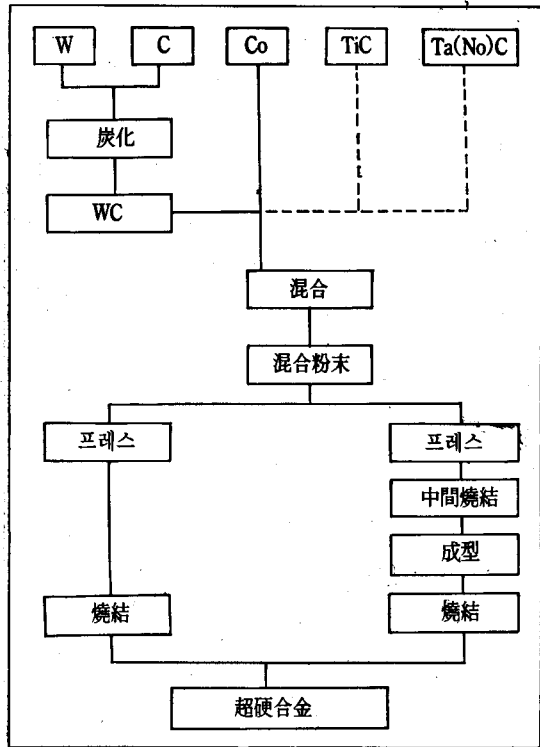 W C Co TiC Ta(No)C
炭化
WC
混合
混合粉末
프레스 프레스
中間燒結
成型
燒結 燒結
超硬合金